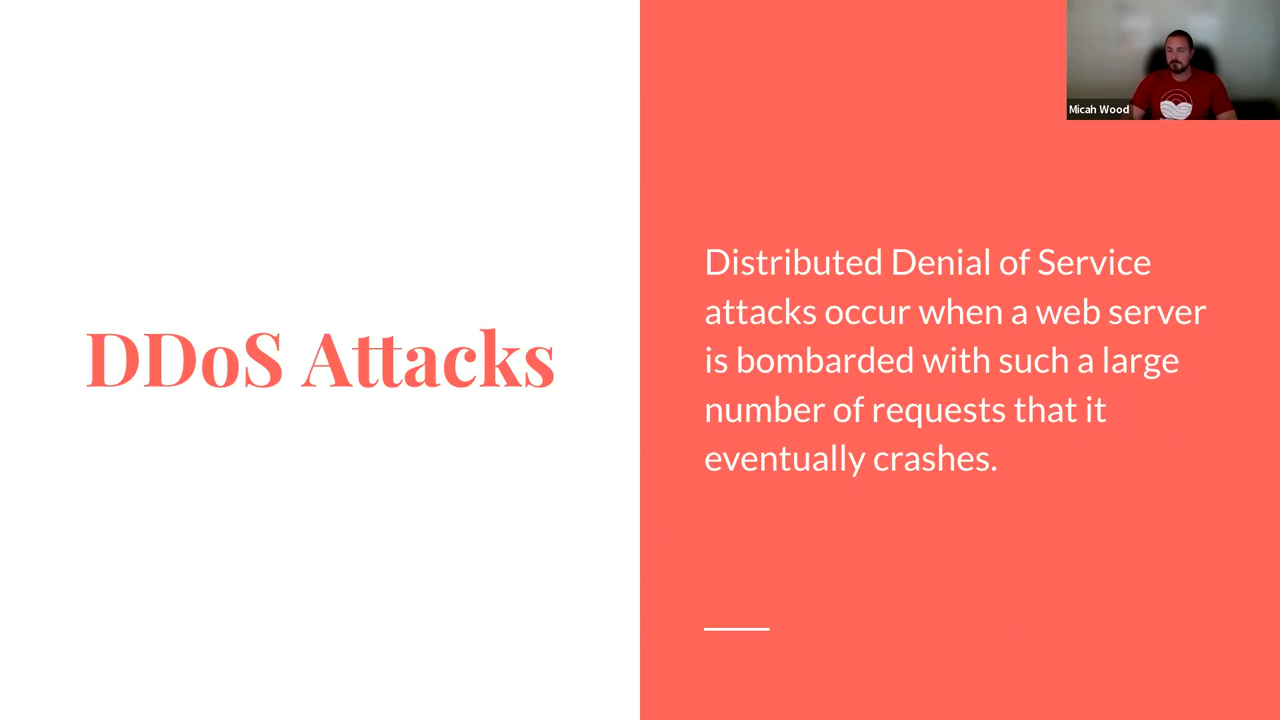 Micah Wood
DDoS Attacks
Distributed Denial of Service
attacks occur when a web server
is bombarded with such a large
number of requests that it
eventually crashes.